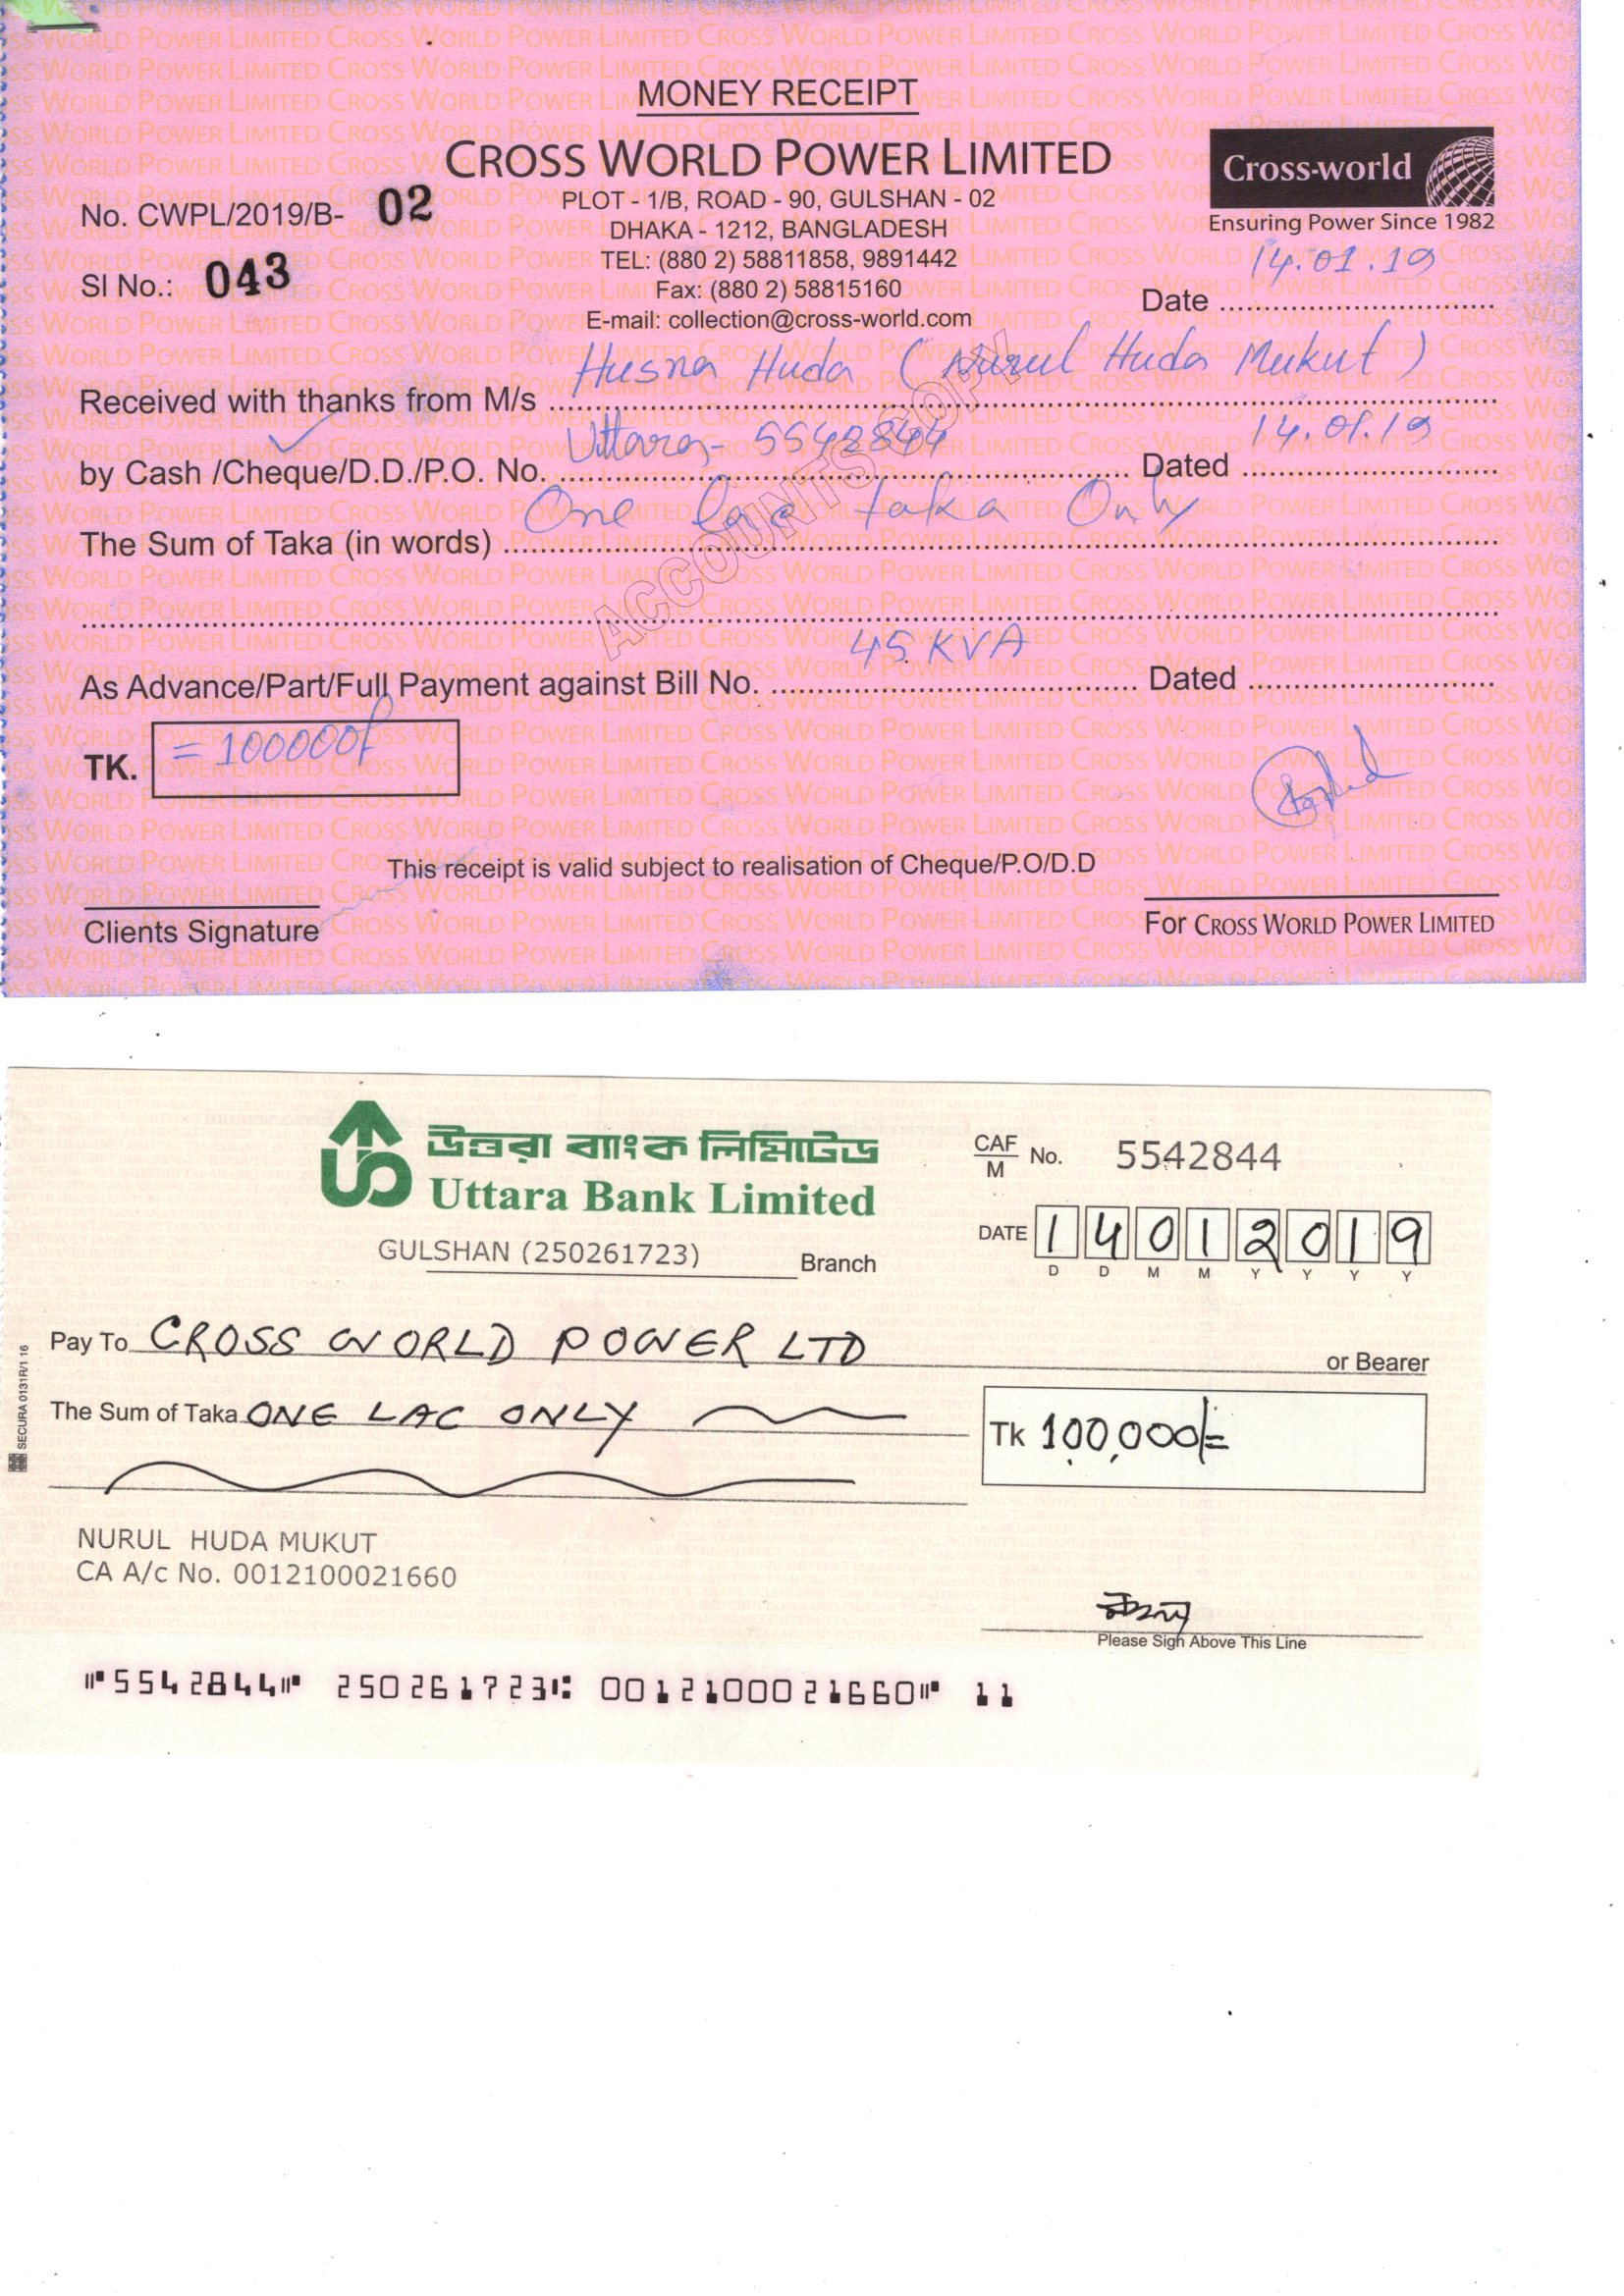 MONEY RECEIPT
CROSS WORLD POWER LIMITED
PLOT - 1/B, ROAD - 90, GULSHAN - 02
DHAKA - 1212, BANGLADESH
TEL: (880 2) 58811858, 9891442
Fax: (880 2) 58815160
E-mail: collection@cross-world.com
Cross-world
Ensuring Power Since 1982
No. CWPL/2019/B- 02
Sl No.: 043
Date 14.01.19
Received with thanks from M/s Husna Huda (Nurul Huda Mukut)
by Cash /Cheque/D.D./P.O. No. Uttara,- 5542844 Dated 14.01.19
The Sum of Taka (in words) One lac taka Only
ACCOUNTS COPY
As Advance/Part/Full Payment against Bill No. 45 KVA Dated
TK. = 100000/
This receipt is valid subject to realisation of Cheque/P.O/D.D
Clients Signature
For CROSS WORLD POWER LIMITED
উত্তরা ব্যাংক লিমিটেড
Uttara Bank Limited
GULSHAN (250261723) Branch
CAF/M No. 5542844
DATE 14012019
D D M M Y Y Y Y
Pay To CROSS WORLD POWER LTD or Bearer
The Sum of Taka ONE LAC ONLY
Tk 100,000/=
SECURA 0131R/1 16
NURUL HUDA MUKUT
CA A/c No. 0012100021660
Please Sign Above This Line
⑈5542844⑈ 250261723⑆ 0012100021660⑈ 11